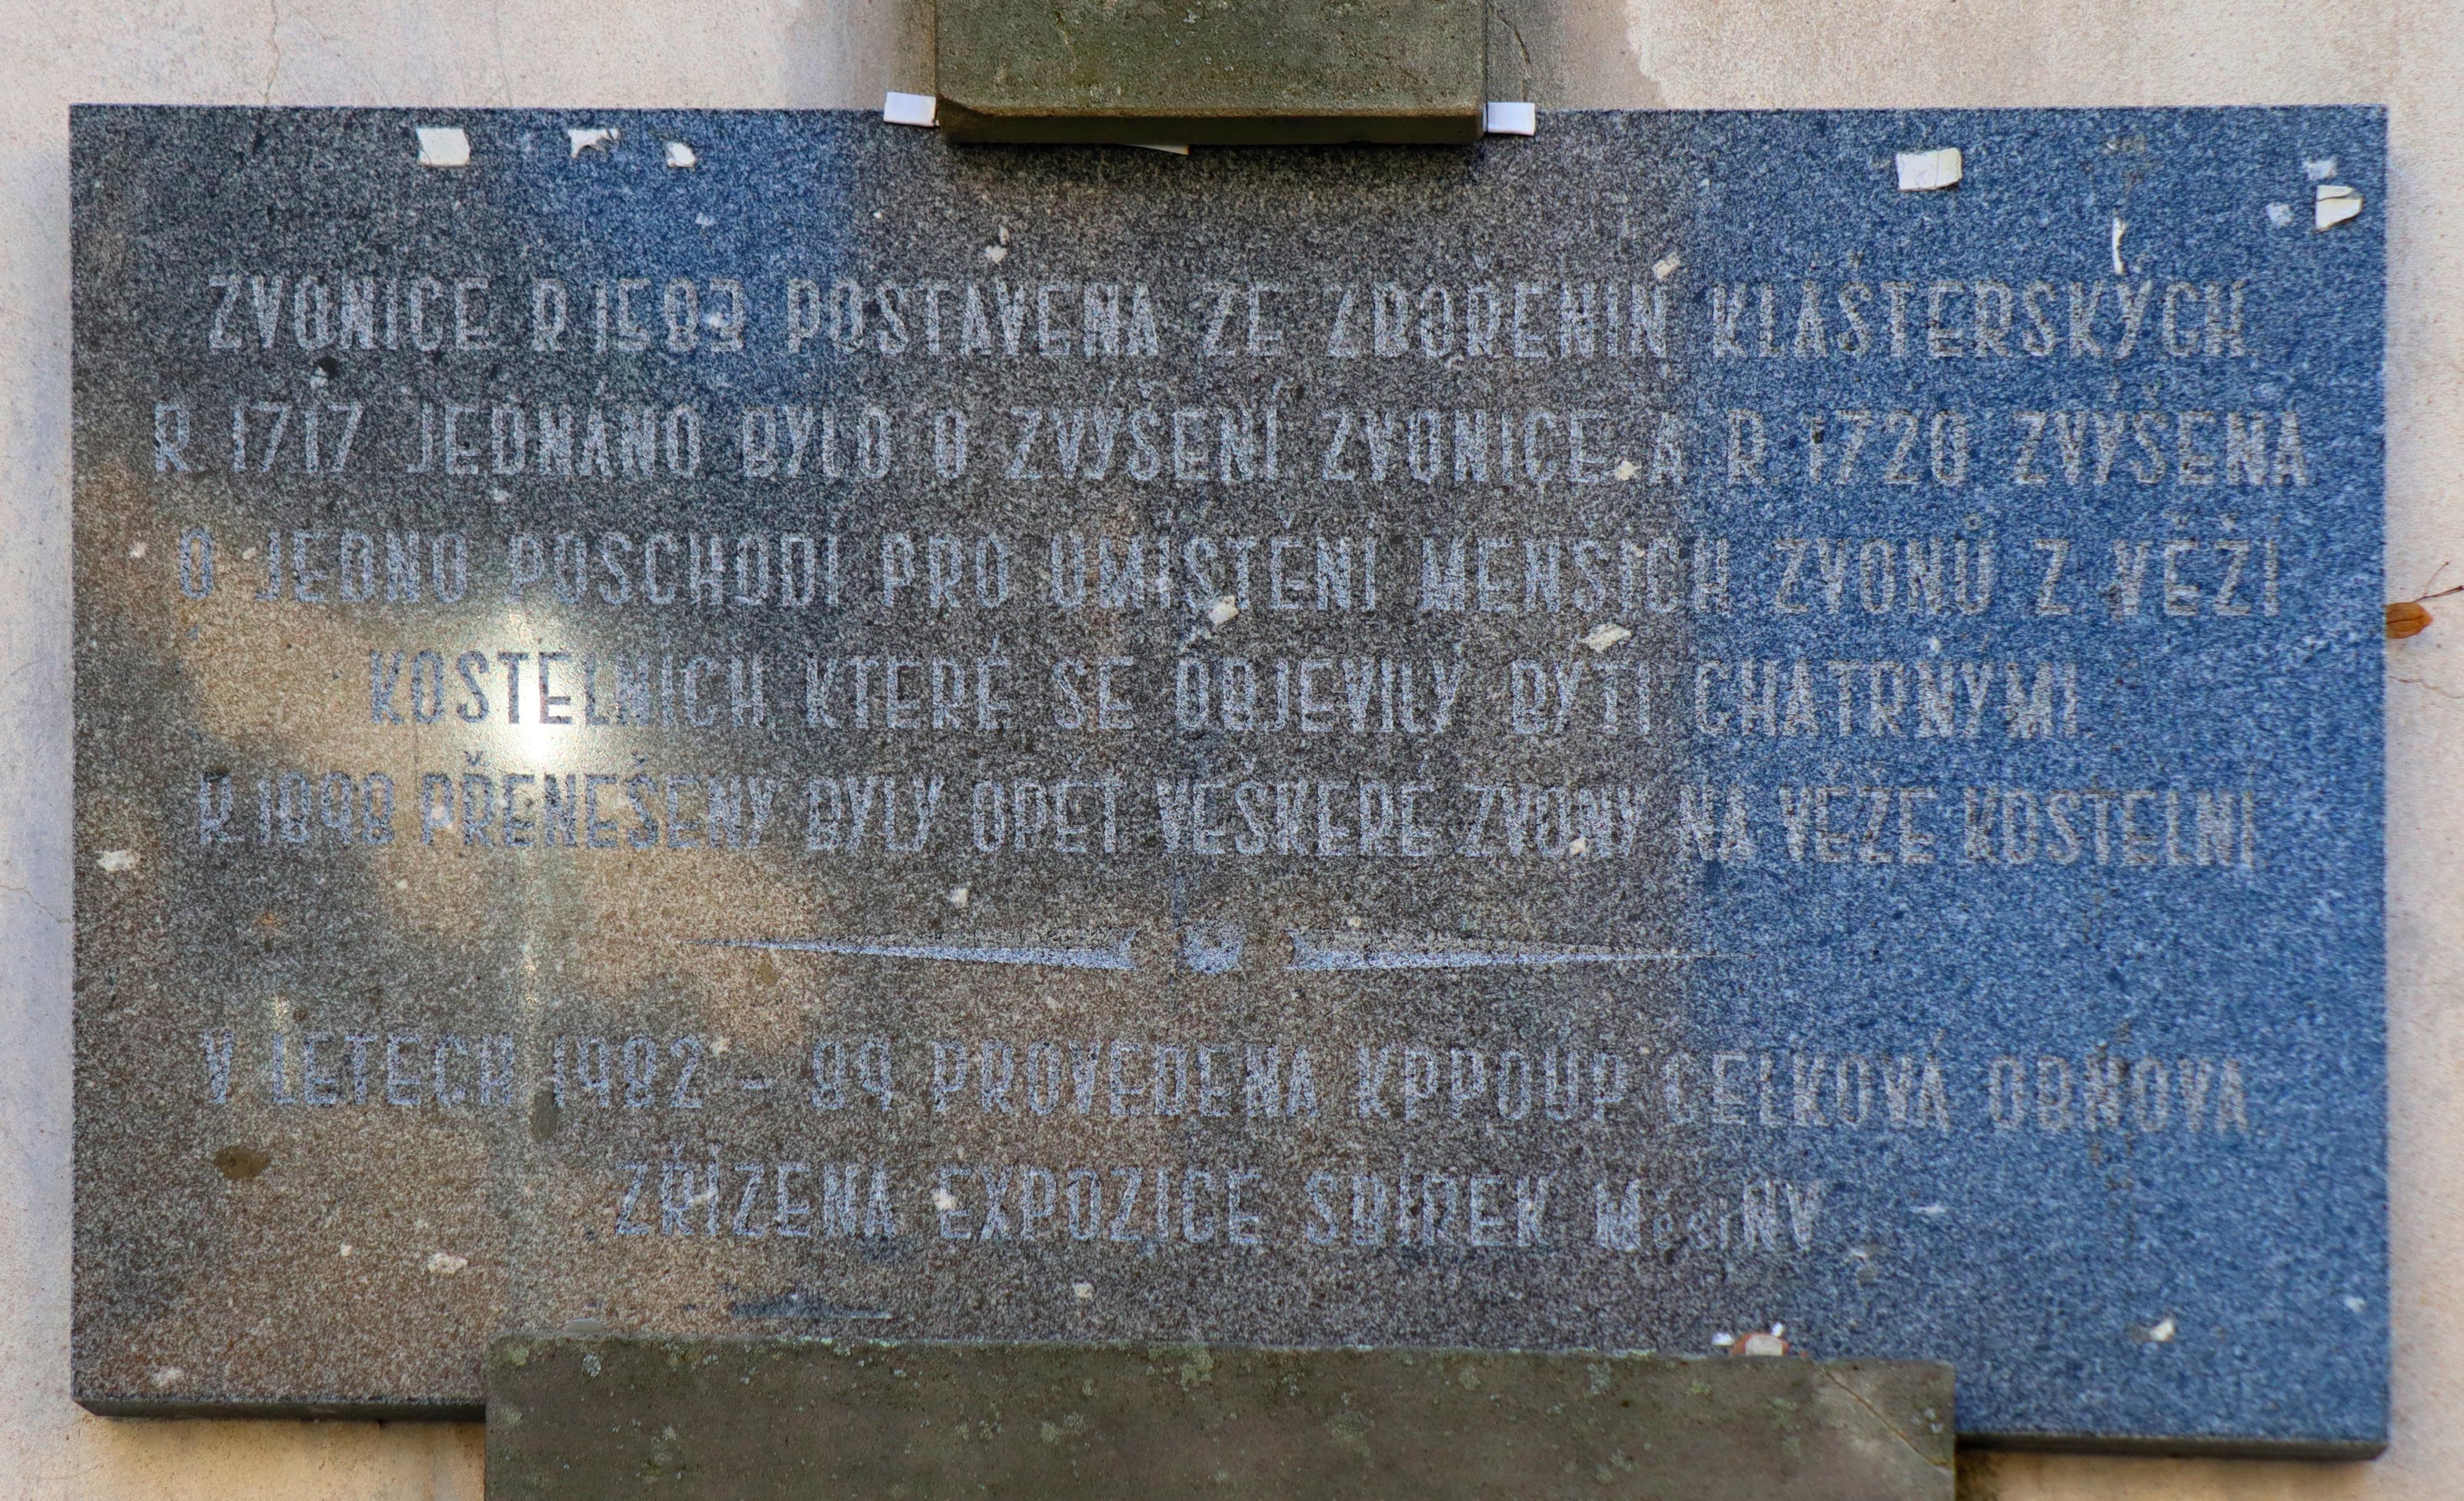 ZVONICE R 1583 POSTAVENA ZE ZBOŘENIN KLÁŠTERSKÝCH
R 1717 JEDNÁNO BYLO O ZVÝŠENÍ ZVONICE A R 1720 ZVÝŠENA
O JEDNO POSCHODÍ PRO UMÍSTĚNÍ MENŠÍCH ZVONŮ Z VĚŽÍ
KOSTELNÍCH KTERÉ SE OBJEVILY BÝTI CHATRNÝMI
R 1898 PŘENEŠENY BYLY OPĚT VEŠKERÉ ZVONY NA VĚŽE KOSTELNÍ
V LETECH 1982 - 89 PROVEDENA KPPOUP CELKOVÁ OBNOVA
ZŘÍZENA EXPOZICE SBÍREK MěstNV